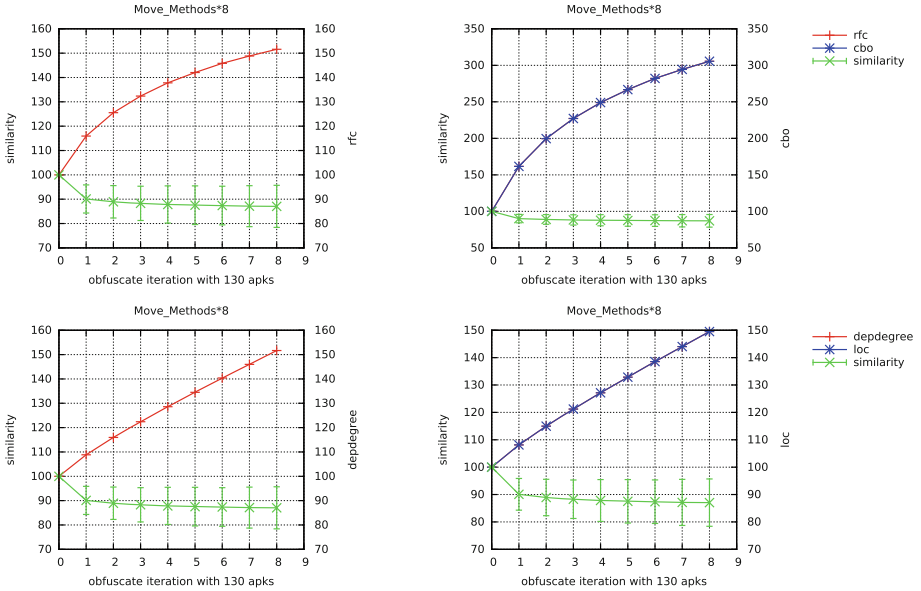 Move_Methods*8
160 150 140 130 120 110 100 90 80 70
similarity
160 150 140 130 120 110 100 90 80 70
rfc
0 1 2 3 4 5 6 7 8 9
obfuscate iteration with 130 apks
Move_Methods*8
350 300 250 200 150 100 50
similarity
350 300 250 200 150 100 50
cbo
0 1 2 3 4 5 6 7 8 9
obfuscate iteration with 130 apks
rfc
cbo
similarity
Move_Methods*8
160 150 140 130 120 110 100 90 80 70
similarity
160 150 140 130 120 110 100 90 80 70
depdegree
0 1 2 3 4 5 6 7 8 9
obfuscate iteration with 130 apks
Move_Methods*8
150 140 130 120 110 100 90 80 70
similarity
150 140 130 120 110 100 90 80 70
loc
0 1 2 3 4 5 6 7 8 9
obfuscate iteration with 130 apks
depdegree
loc
similarity